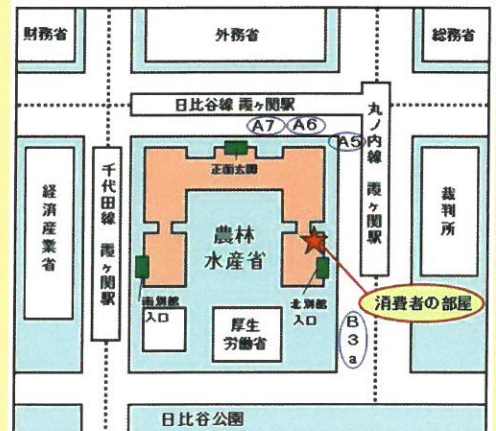 財務省
外務省
総務省
日比谷線 霞ヶ関駅
A7
A6
A5
丸ノ内線 霞ヶ関駅
正面玄関
千代田線 霞ヶ関駅
経済産業省
裁判所
農林
水産省
消費者の部屋
南別館
入口
北別館
入口
厚生
労働省
B3a
日比谷公園